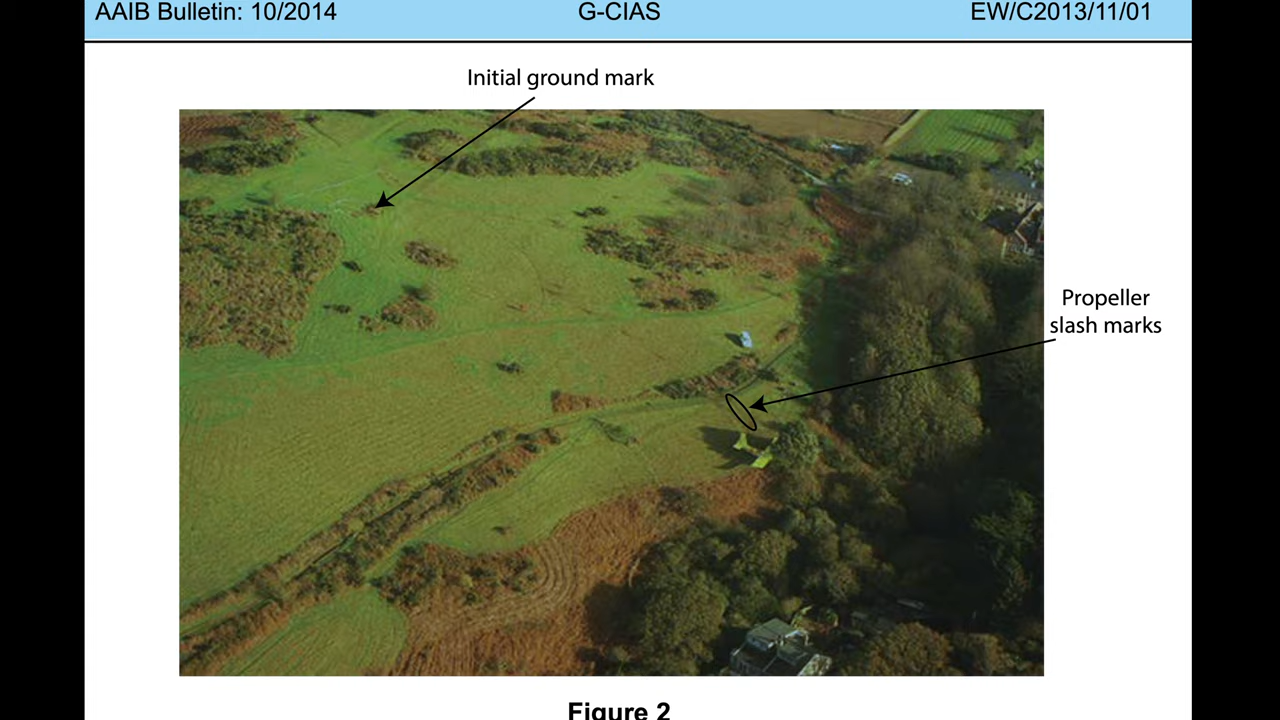 AAIB Bulletin: 10/2014 G-CIAS EW/C2013/11/01
Initial ground mark
Propeller
slash marks
Figure 2